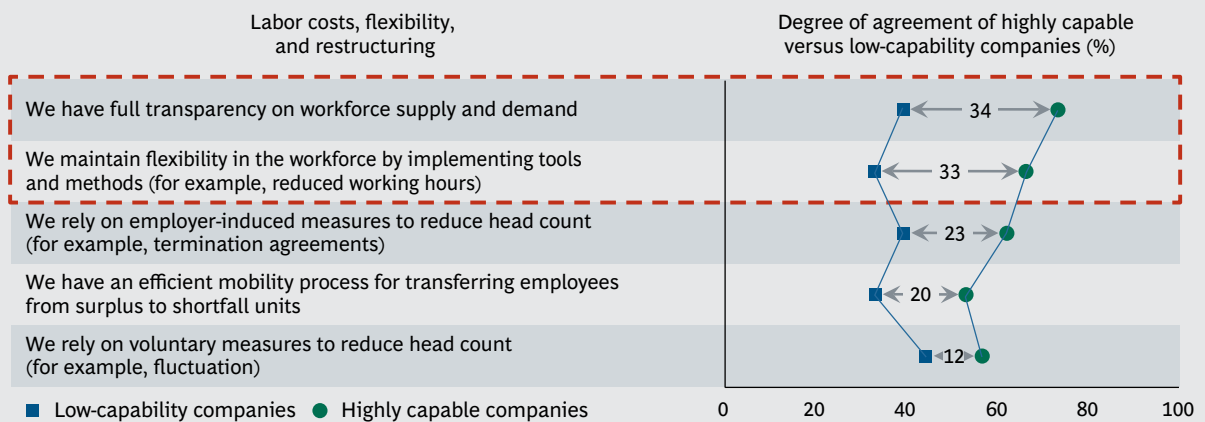 Labor costs, flexibility,
and restructuring
Degree of agreement of highly capable
versus low-capability companies (%)
We have full transparency on workforce supply and demand
34
We maintain flexibility in the workforce by implementing tools
and methods (for example, reduced working hours)
33
We rely on employer-induced measures to reduce head count
(for example, termination agreements)
23
We have an efficient mobility process for transferring employees
from surplus to shortfall units
20
We rely on voluntary measures to reduce head count
(for example, fluctuation)
12
Low-capability companies Highly capable companies
0 20 40 60 80 100